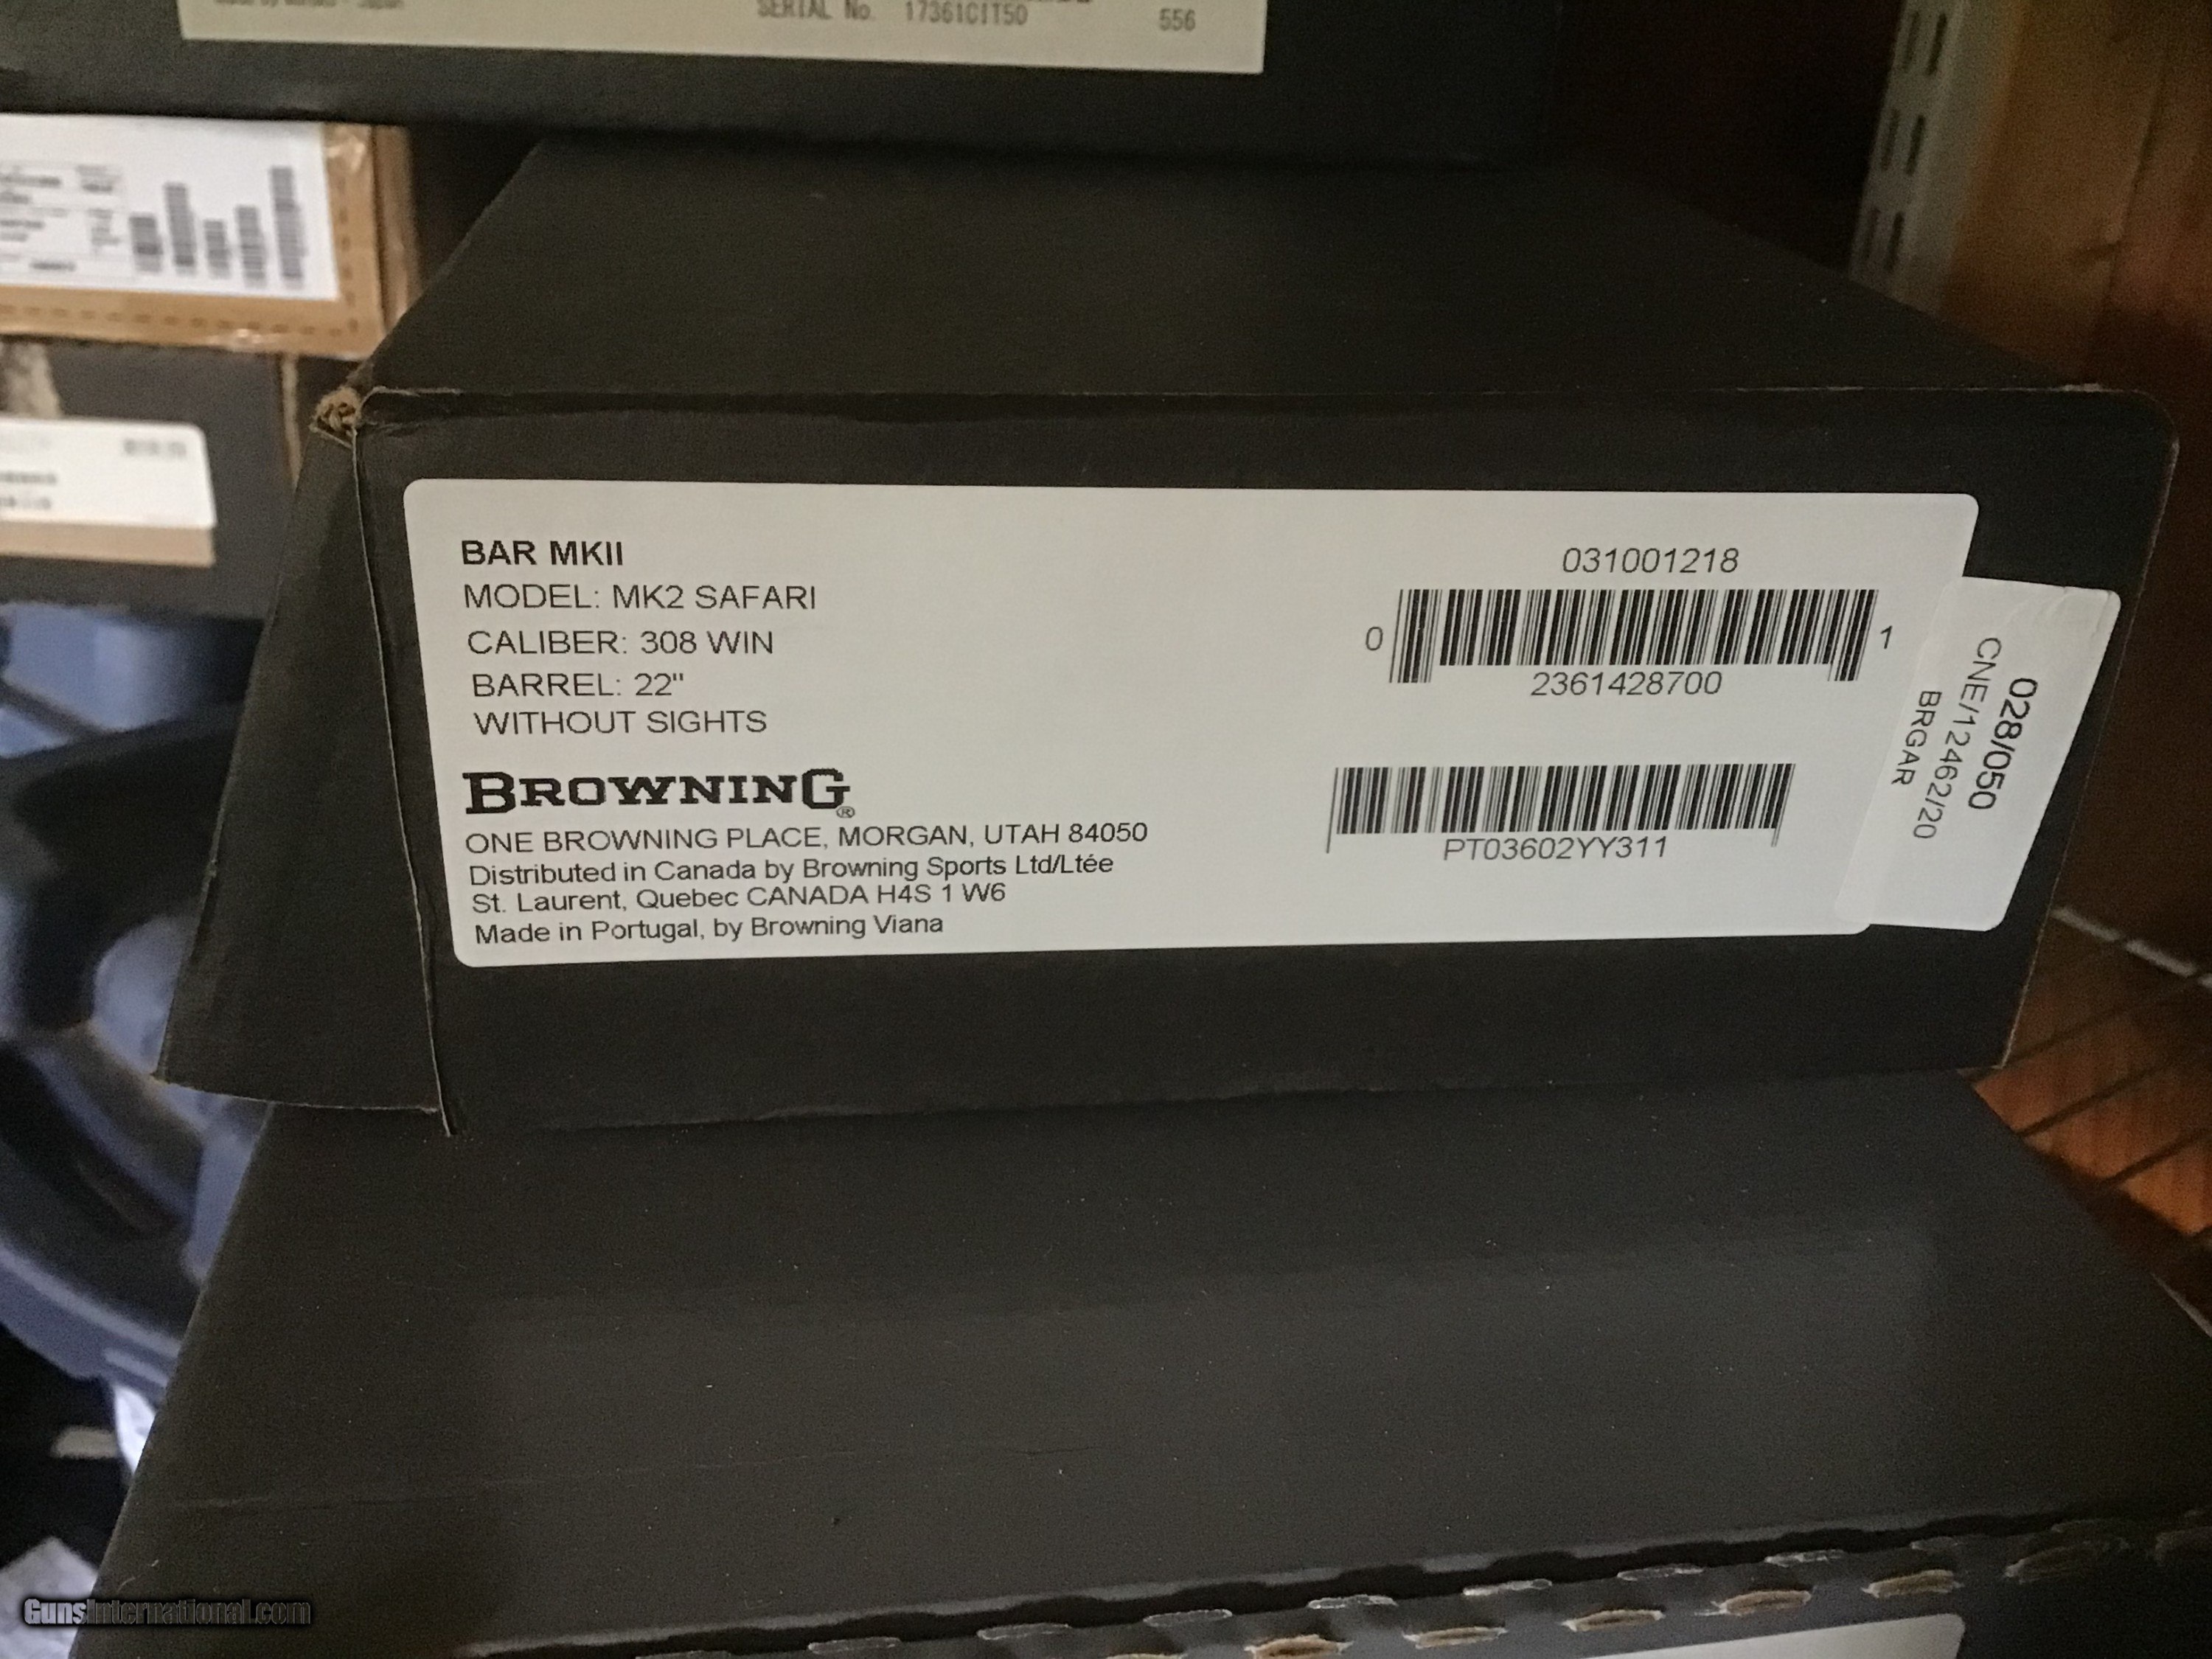 SERIAL No. 17361CIT50
556
BAR MKII
MODEL: MK2 SAFARI
CALIBER: 308 WIN
BARREL: 22"
WITHOUT SIGHTS
BROWNING®
ONE BROWNING PLACE, MORGAN, UTAH 84050
Distributed in Canada by Browning Sports Ltd/Ltée
St. Laurent, Quebec CANADA H4S 1 W6
Made in Portugal, by Browning Viana
031001218
0 2361428700 1
PT03602YY311
028/050
CNE/12462/20
BRGAR
GunsInternational.com